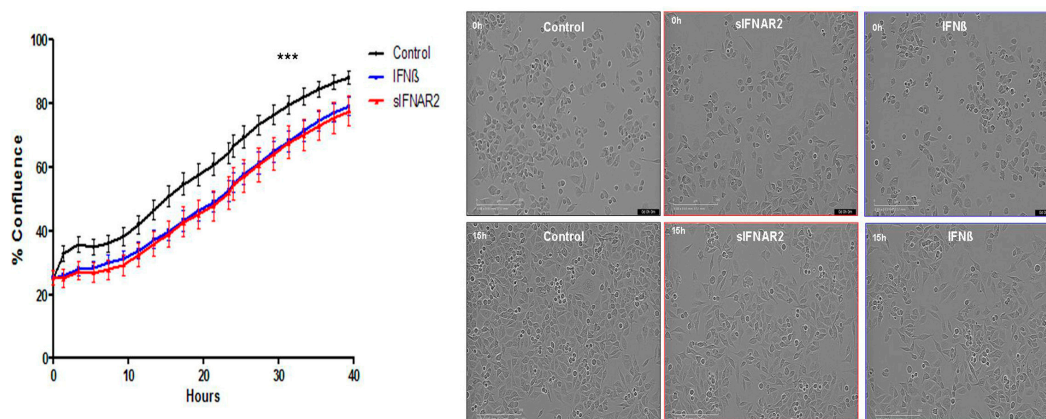 100
80
60
40
20
0
% Confluence
***
Control
IFNß
sIFNAR2
0 10 20 30 40
Hours
0h Control
0h sIFNAR2
0h IFNß
15h Control
15h sIFNAR2
15h IFNß